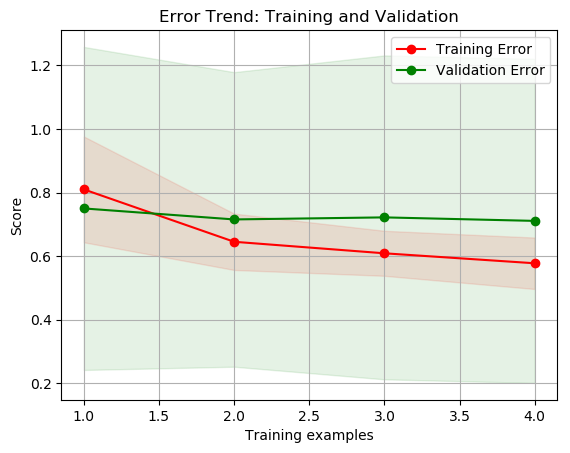 Error Trend: Training and Validation
Training Error
Validation Error
1.2
1.0
0.8
0.6
0.4
0.2
Score
1.0 1.5 2.0 2.5 3.0 3.5 4.0
Training examples